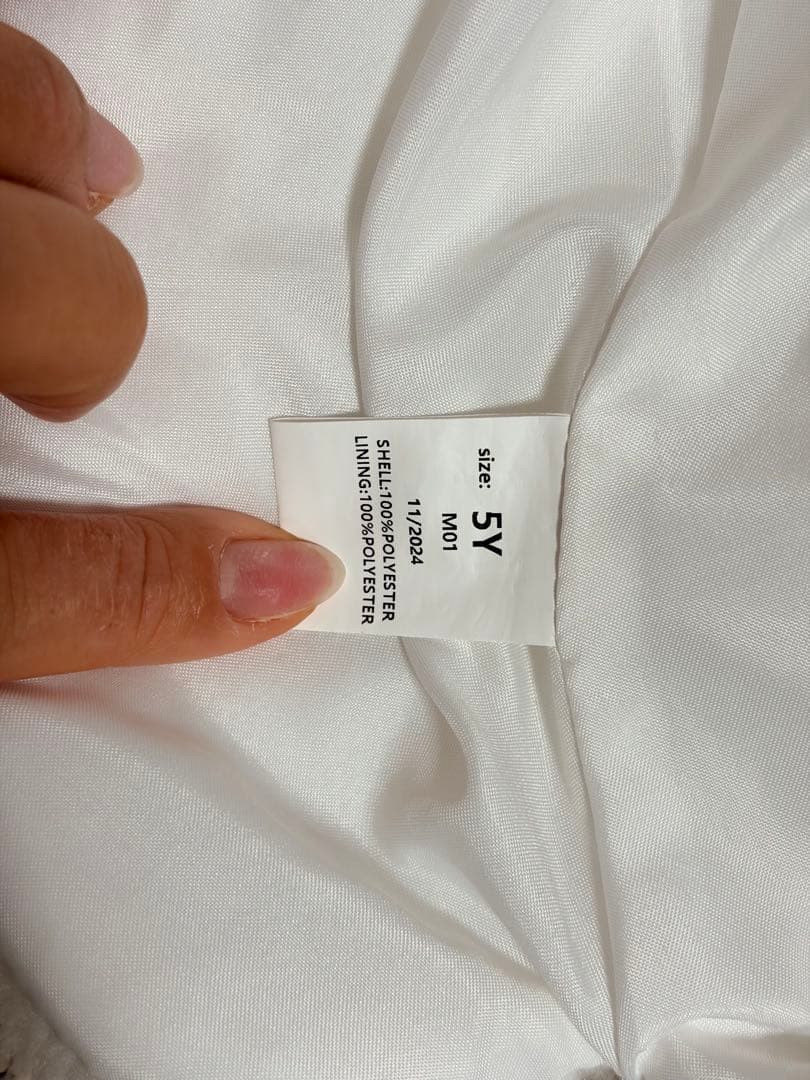 size: 5Y
M01
11/2024
SHELL:100%POLYESTER
LINING:100%POLYESTER